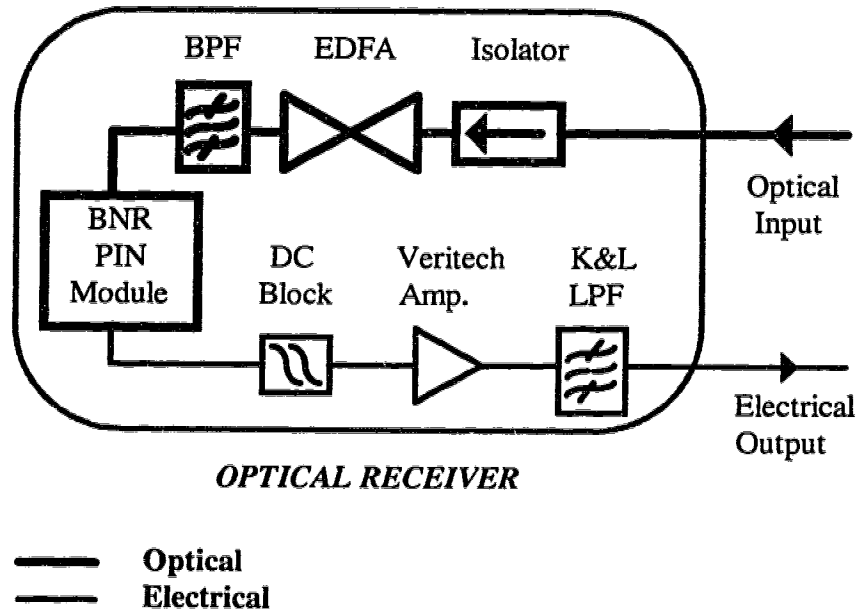 BPF
EDFA
Isolator
Optical
Input
BNR
PIN
Module
DC
Block
Veritech
Amp.
K&L
LPF
Electrical
Output
OPTICAL RECEIVER
Optical
Electrical